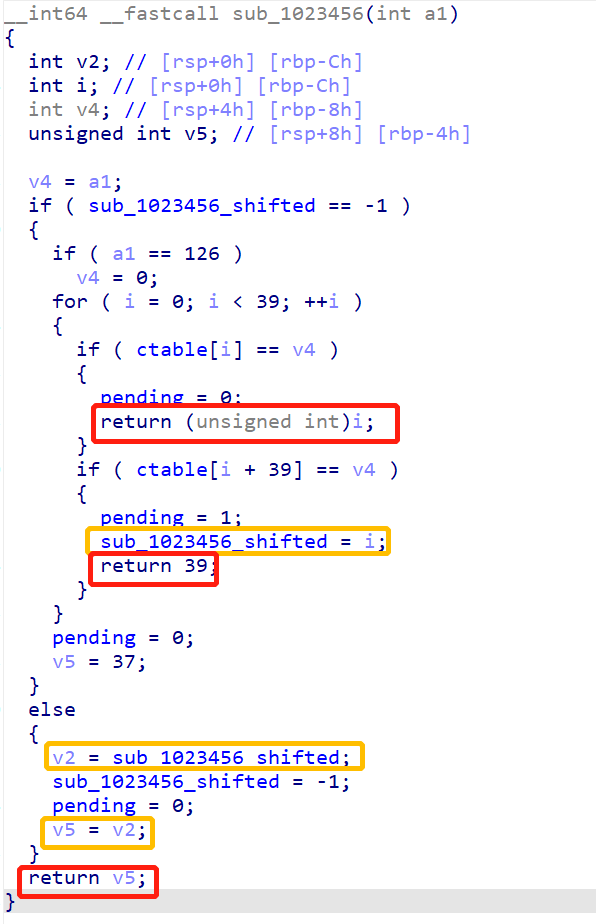 __int64 __fastcall sub_1023456(int a1)
{
int v2; // [rsp+0h] [rbp-Ch]
int i; // [rsp+0h] [rbp-Ch]
int v4; // [rsp+4h] [rbp-8h]
unsigned int v5; // [rsp+8h] [rbp-4h]
v4 = a1;
if ( sub_1023456_shifted == -1 )
{
if ( a1 == 126 )
v4 = 0;
for ( i = 0; i < 39; ++i )
{
if ( ctable[i] == v4 )
{
pending = 0;
return (unsigned int)i;
}
if ( ctable[i + 39] == v4 )
{
pending = 1;
sub_1023456_shifted = i;
return 39;
}
}
pending = 0;
v5 = 37;
}
else
{
v2 = sub_1023456_shifted;
sub_1023456_shifted = -1;
pending = 0;
v5 = v2;
}
return v5;
}